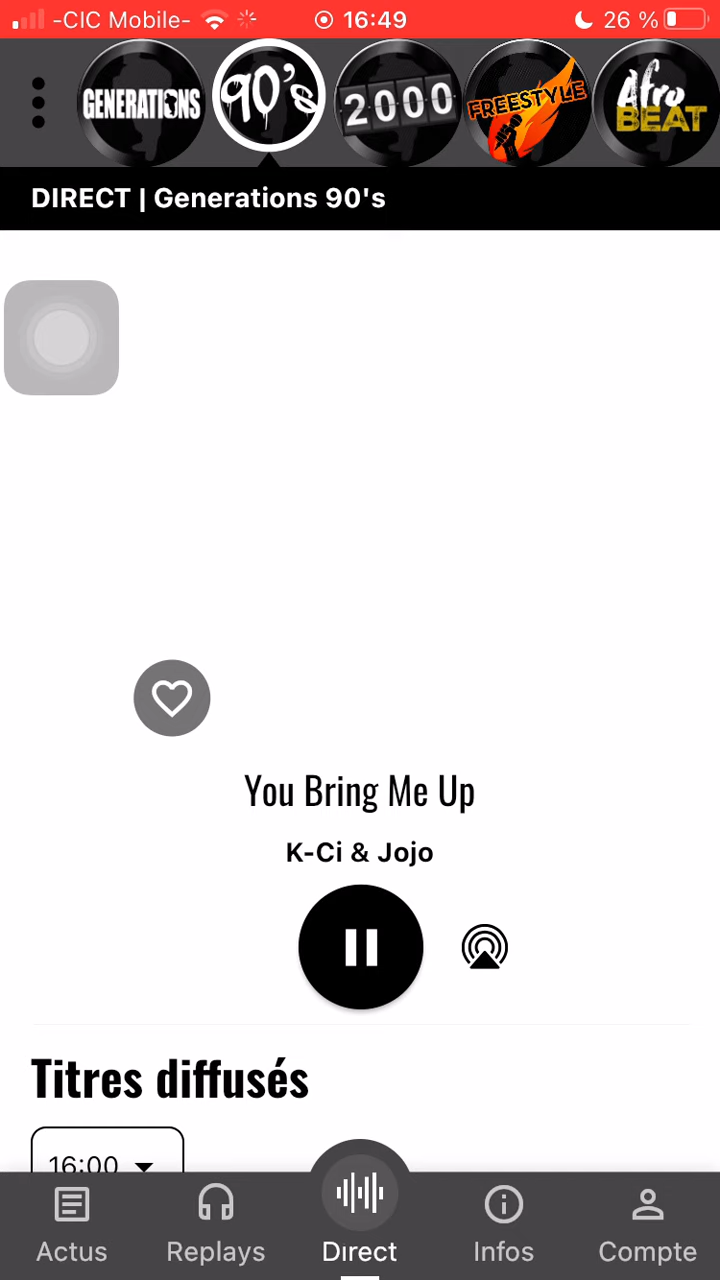 -CIC Mobile- 16:49 26 %
GENERATIONS 90's 2000 FREESTYLE Afro BEAT
DIRECT | Generations 90's
You Bring Me Up
K-Ci & Jojo
Titres diffusés
16:00
Actus Replays Direct Infos Compte